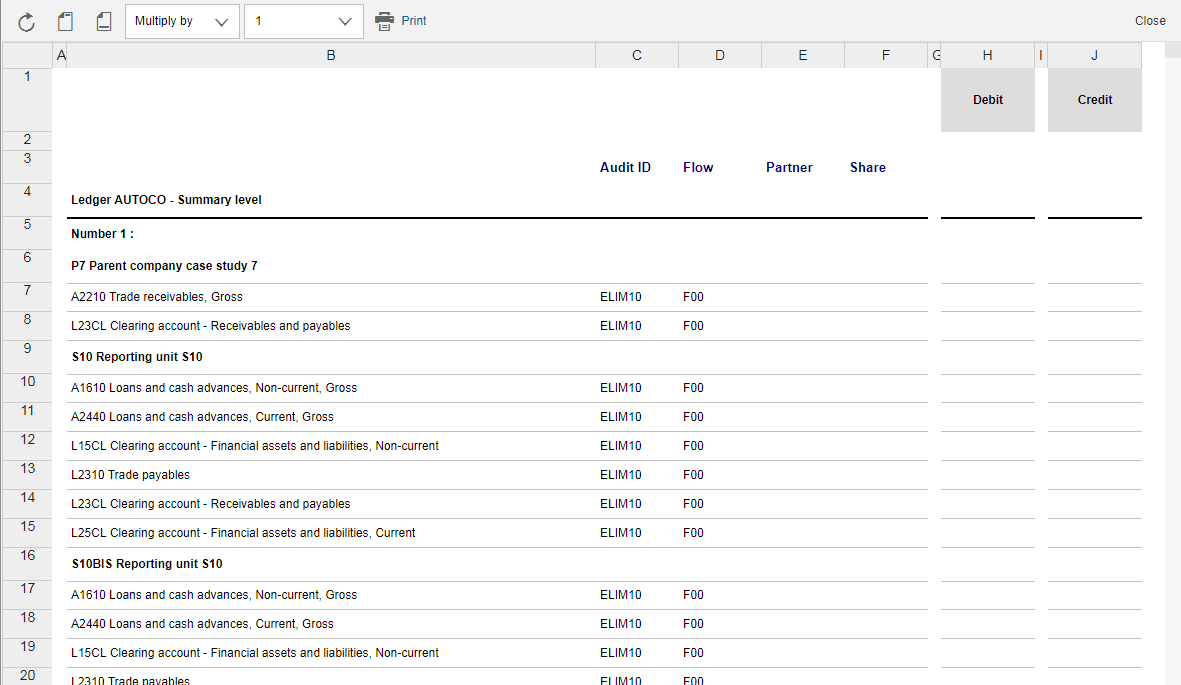 Multiply by 1 Print Close
A B C D E F G H I J
1 Debit Credit
2
3 Audit ID Flow Partner Share
4 Ledger AUTOCO - Summary level
5 Number 1 :
6 P7 Parent company case study 7
7 A2210 Trade receivables, Gross ELIM10 F00
8 L23CL Clearing account - Receivables and payables ELIM10 F00
9 S10 Reporting unit S10
10 A1610 Loans and cash advances, Non-current, Gross ELIM10 F00
11 A2440 Loans and cash advances, Current, Gross ELIM10 F00
12 L15CL Clearing account - Financial assets and liabilities, Non-current ELIM10 F00
13 L2310 Trade payables ELIM10 F00
14 L23CL Clearing account - Receivables and payables ELIM10 F00
15 L25CL Clearing account - Financial assets and liabilities, Current ELIM10 F00
16 S10BIS Reporting unit S10
17 A1610 Loans and cash advances, Non-current, Gross ELIM10 F00
18 A2440 Loans and cash advances, Current, Gross ELIM10 F00
19 L15CL Clearing account - Financial assets and liabilities, Non-current ELIM10 F00
20 L2310 Trade payables ELIM10 F00